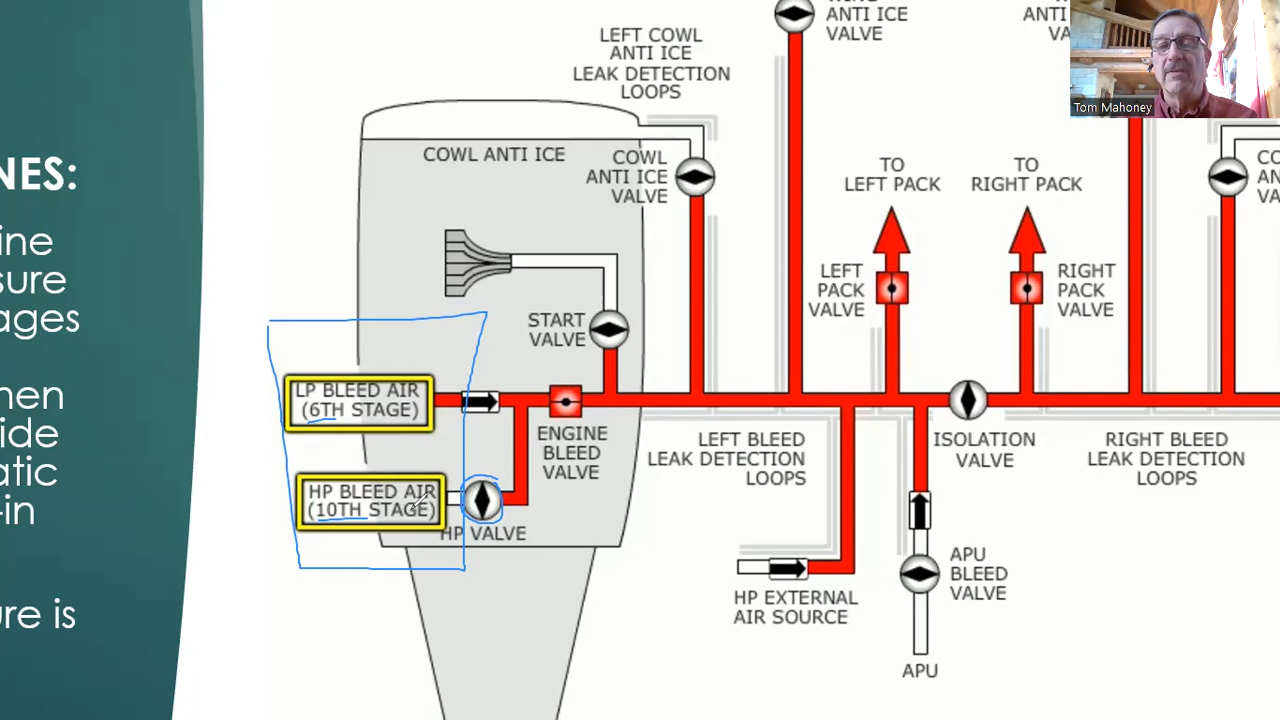 NES:
ine
sure
ages
hen
ide
atic
-in
ure is
LEFT COWL
ANTI ICE
LEAK DETECTION
LOOPS
ANTI ICE
VALVE
Tom Mahoney
COWL ANTI ICE
COWL
ANTI ICE
VALVE
TO
LEFT PACK
TO
RIGHT PACK
LEFT
PACK
VALVE
RIGHT
PACK
VALVE
START
VALVE
LP BLEED AIR
(6TH STAGE)
ENGINE
BLEED
VALVE
HP BLEED AIR
(10TH STAGE)
HP VALVE
LEFT BLEED
LEAK DETECTION
LOOPS
ISOLATION
VALVE
RIGHT BLEED
LEAK DETECTION
LOOPS
HP EXTERNAL
AIR SOURCE
APU
BLEED
VALVE
APU